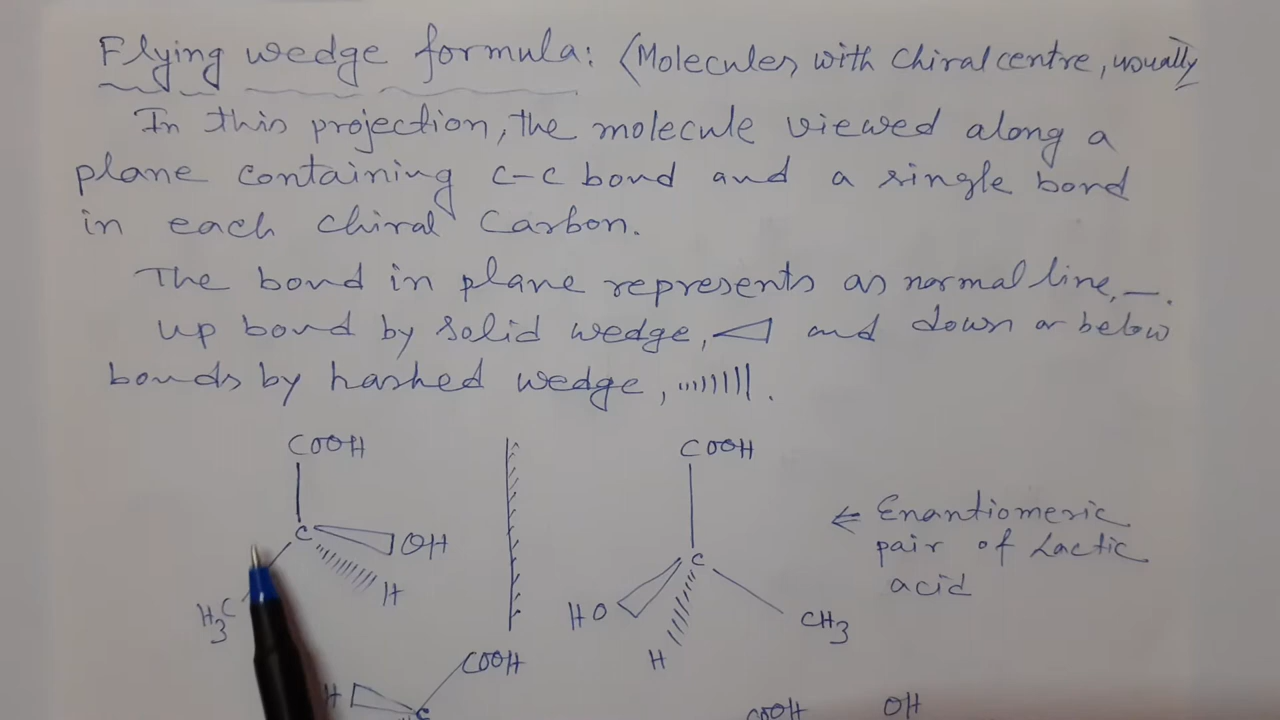 Flying wedge formula: (Molecules with Chiral centre, usually
In this projection, the molecule viewed along a
plane containing C-C bond and a single bond
in each chiral Carbon.
The bond in plane represents as normal line, —.
Up bond by solid wedge, and down or below
bonds by hashed wedge, .
COOH
C
OH
H
H3C
COOH
C
HO
H
CH3
← Enantiomeric
pair of Lactic
acid
COOH
H
C
COOH
OH